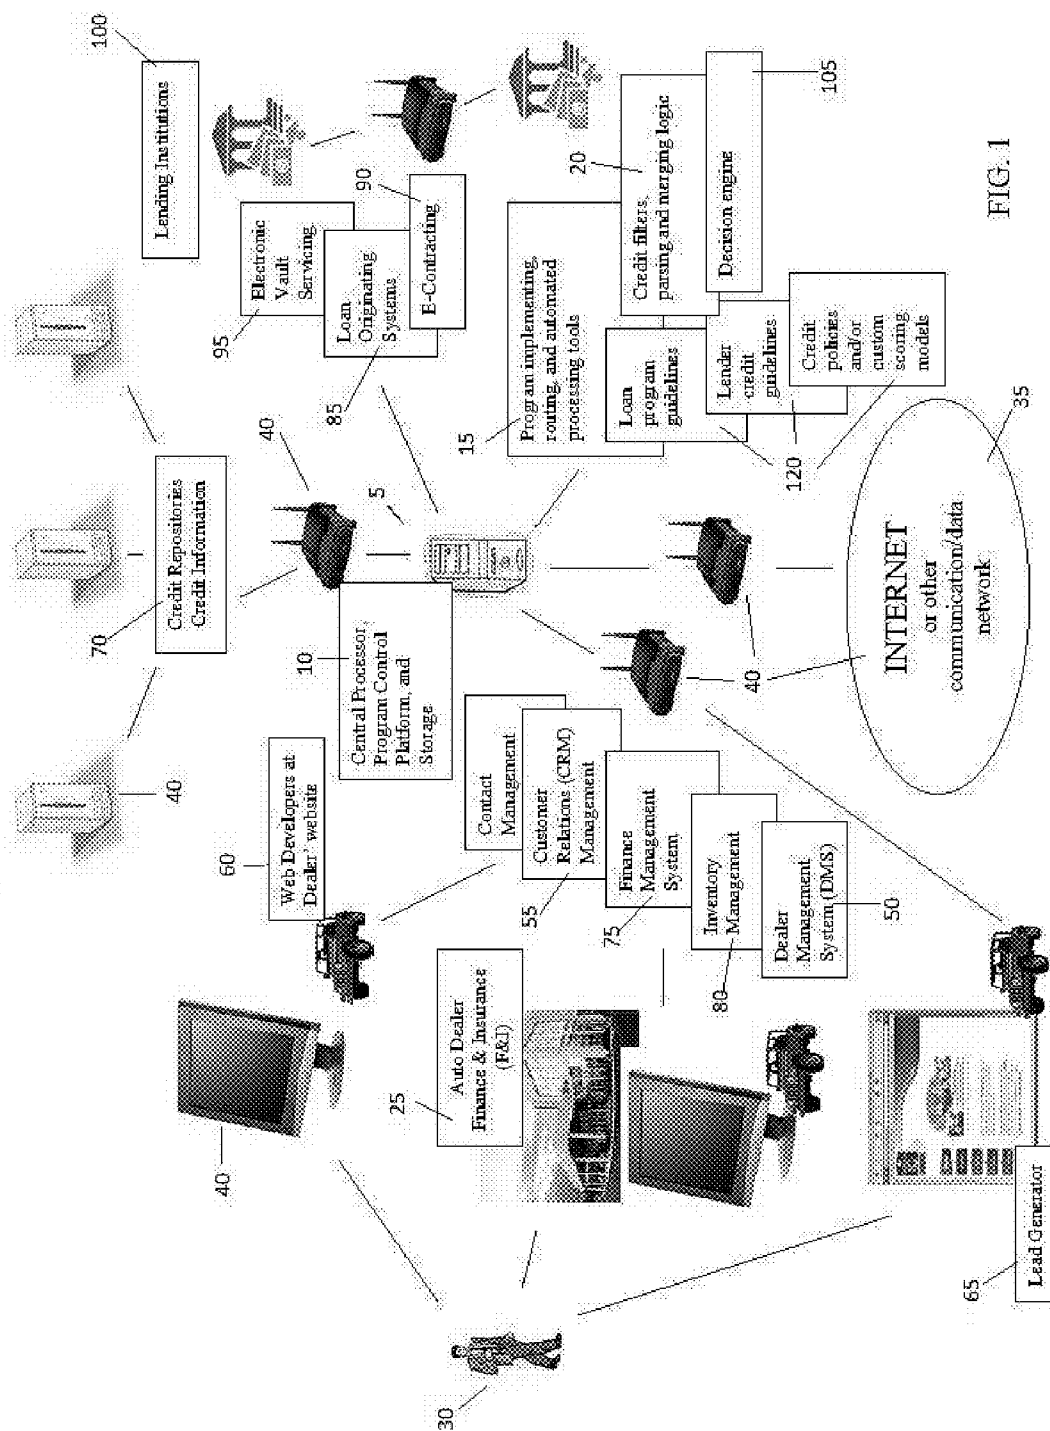 100
Lending Institutions
Credit Repositories
Credit Information
70
40
Electronic
Vault
Servicing
95
Loan
Originating
Systems
85
E-Contracting
90
40
5
Central Processor,
Program Control
Platform, and
Storage
10
Web Developers at
Dealer' website
60
40
Program implementing,
routing, and automated
processing tools
15
Credit filters,
parsing and merging logic
20
Decision engine
105
Loan
program
guidelines
Lender
credit
guidelines
Credit
policies
and/or
custom
scoring
models
120
Contact
Management
Customer
Relations (CRM)
Management
55
Finance
Management
System
75
Inventory
Management
80
Dealer
Management
System (DMS)
50
40
INTERNET
or other
communication/data
network
35
Auto Dealer
Finance & Insurance
(F&I)
25
30
Lead Generator
65
FIG. 1